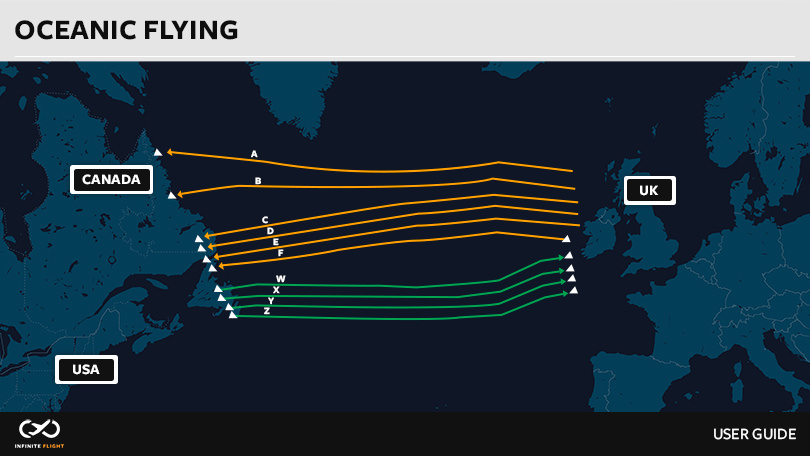 OCEANIC FLYING
A
CANADA
B
UK
C
D
E
F
W
X
Y
Z
USA
INFINITE FLIGHT
USER GUIDE